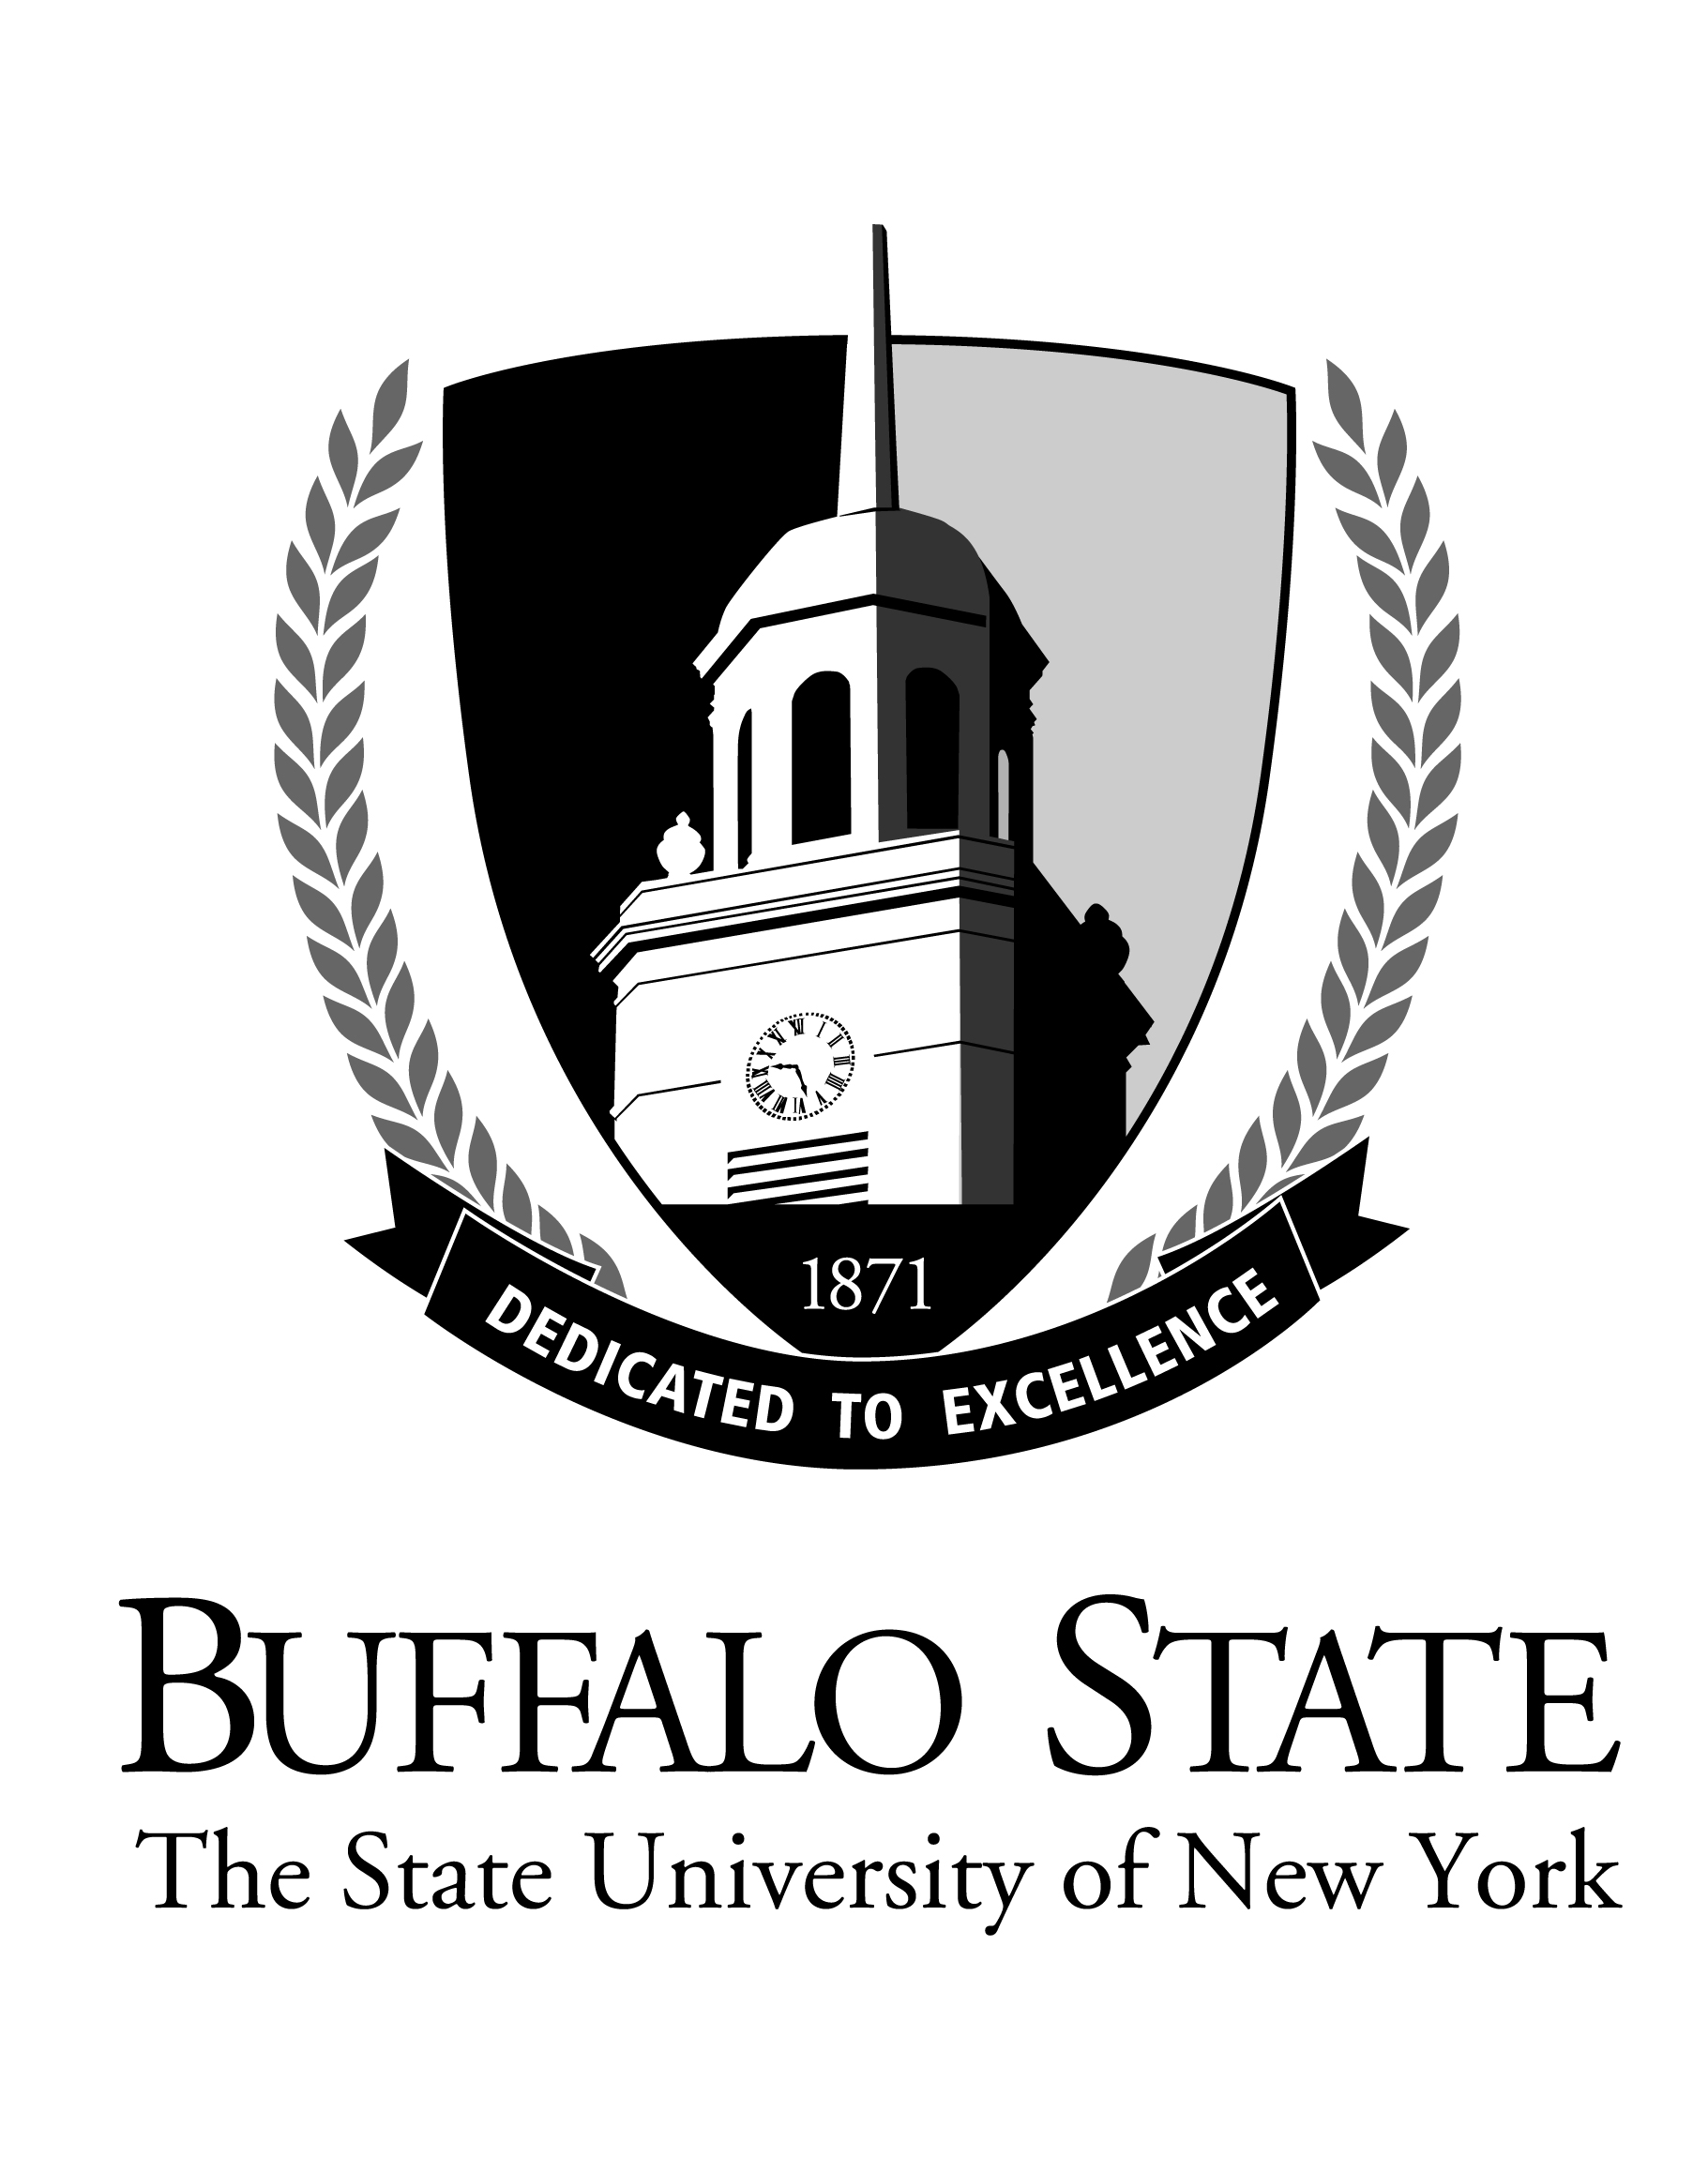 1871
DEDICATED TO EXCELLENCE
BUFFALO STATE
The State University of New York